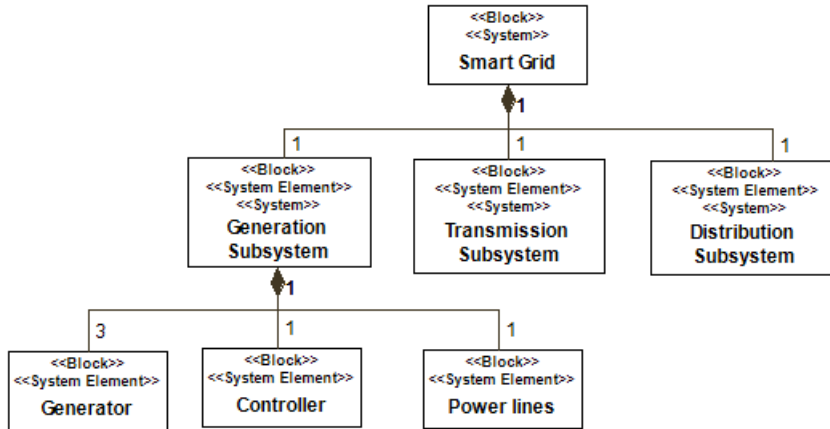 <<Block>>
<<System>>
Smart Grid
1
1
1
1
<<Block>>
<<System Element>>
<<System>>
Generation
Subsystem
<<Block>>
<<System Element>>
<<System>>
Transmission
Subsystem
<<Block>>
<<System Element>>
<<System>>
Distribution
Subsystem
1
3
1
1
<<Block>>
<<System Element>>
Generator
<<Block>>
<<System Element>>
Controller
<<Block>>
<<System Element>>
Power lines